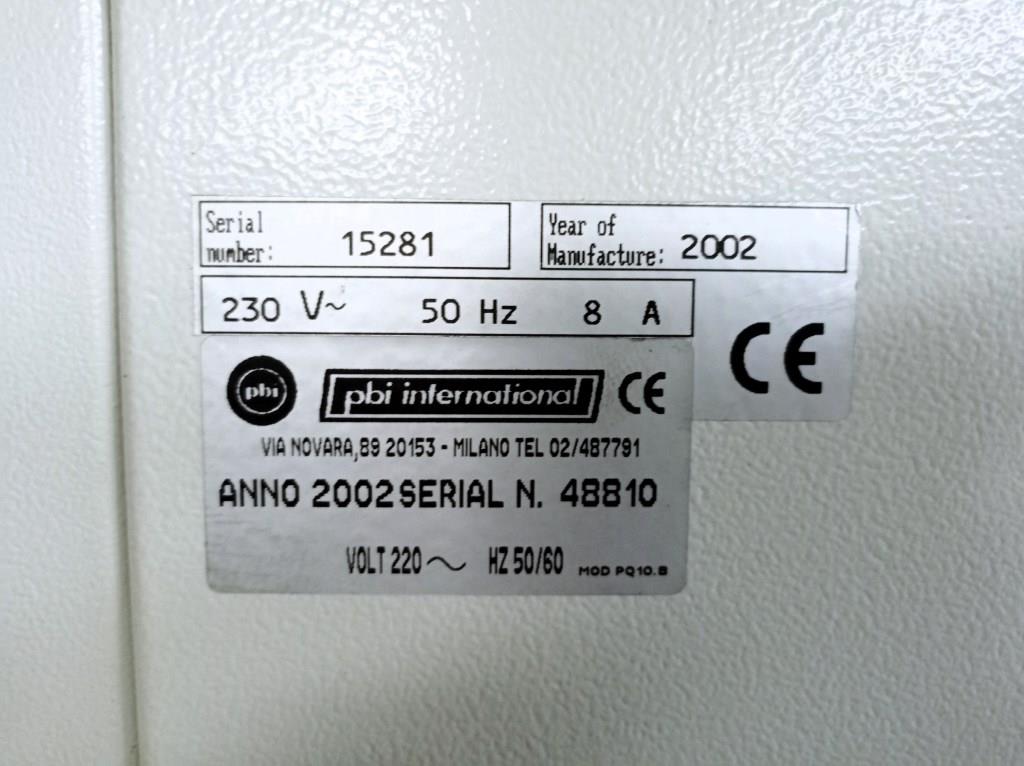 Serial
number: 15281
Year of
Manufacture: 2002
230 V~ 50 Hz 8 A
CE
pbi pbi international CE
VIA NOVARA,89 20153 - MILANO TEL 02/487791
ANNO 2002 SERIAL N. 48810
VOLT 220~ HZ 50/60 MOD PQ10.B